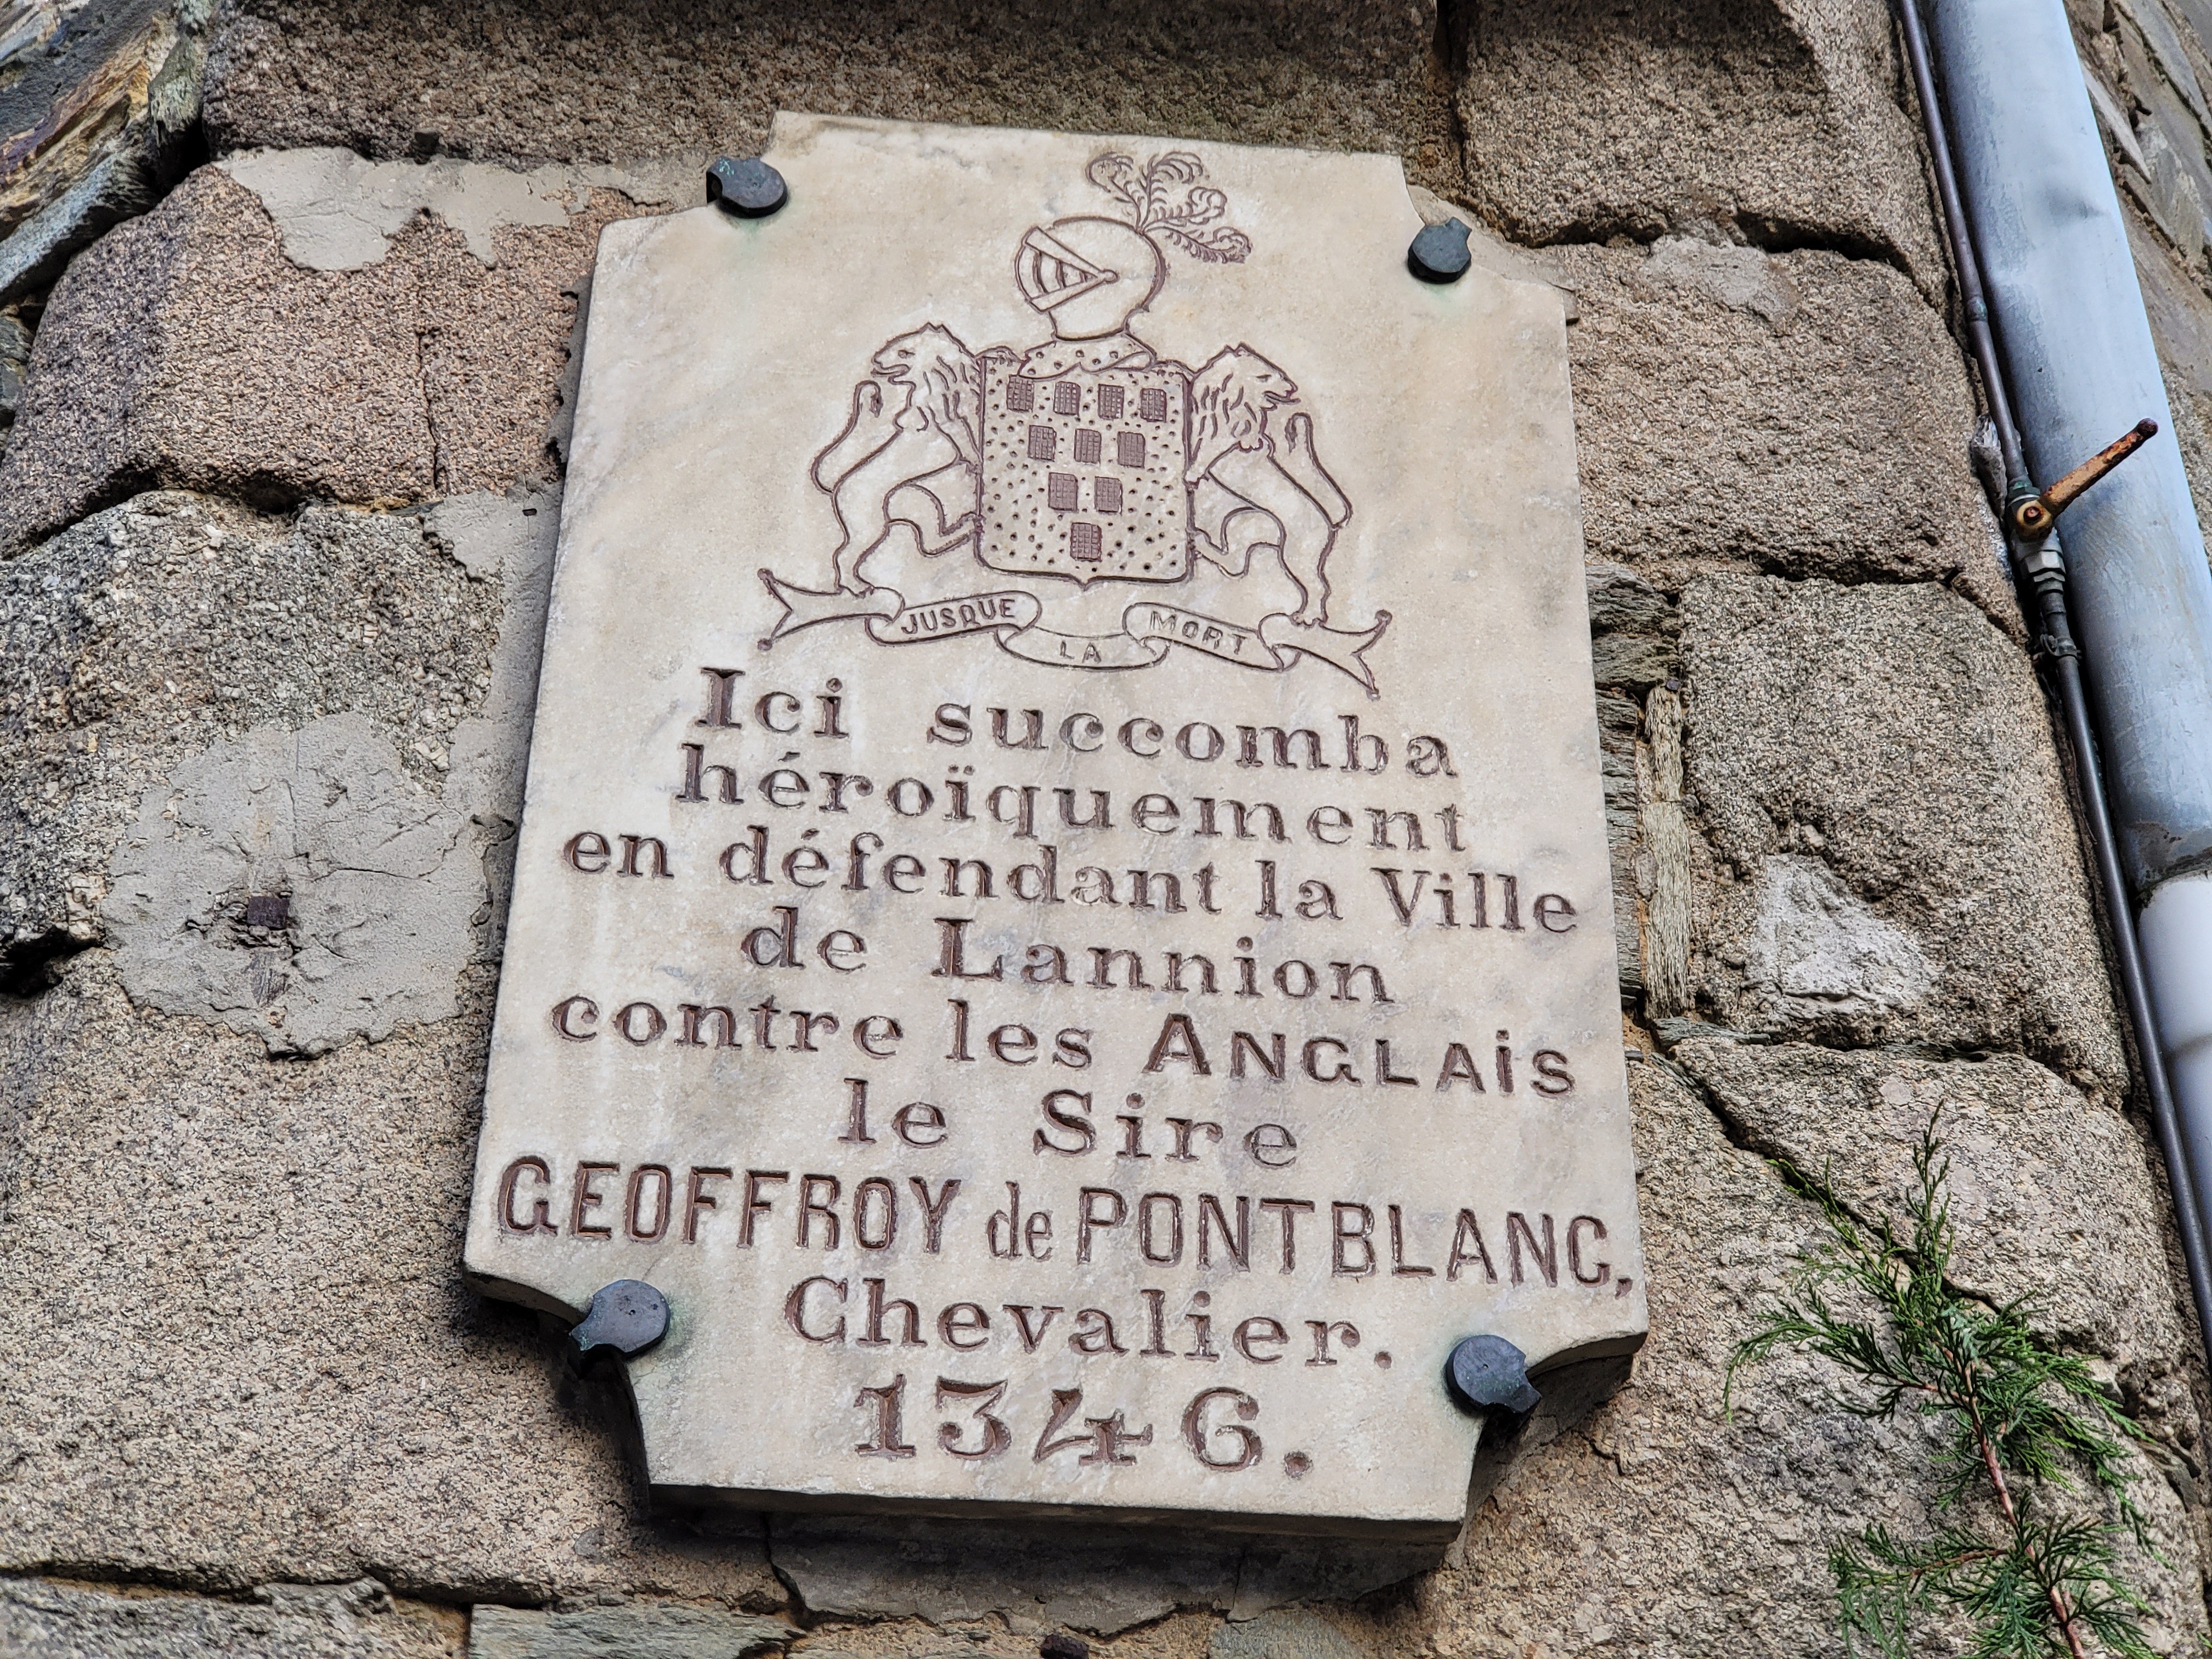 JUSQUE LA MORT
Ici succomba
héroïquement
en défendant la Ville
de Lannion
contre les ANGLAiS
le Sire
GEOFFROY de PONTBLANC,
Chevalier.
1346.